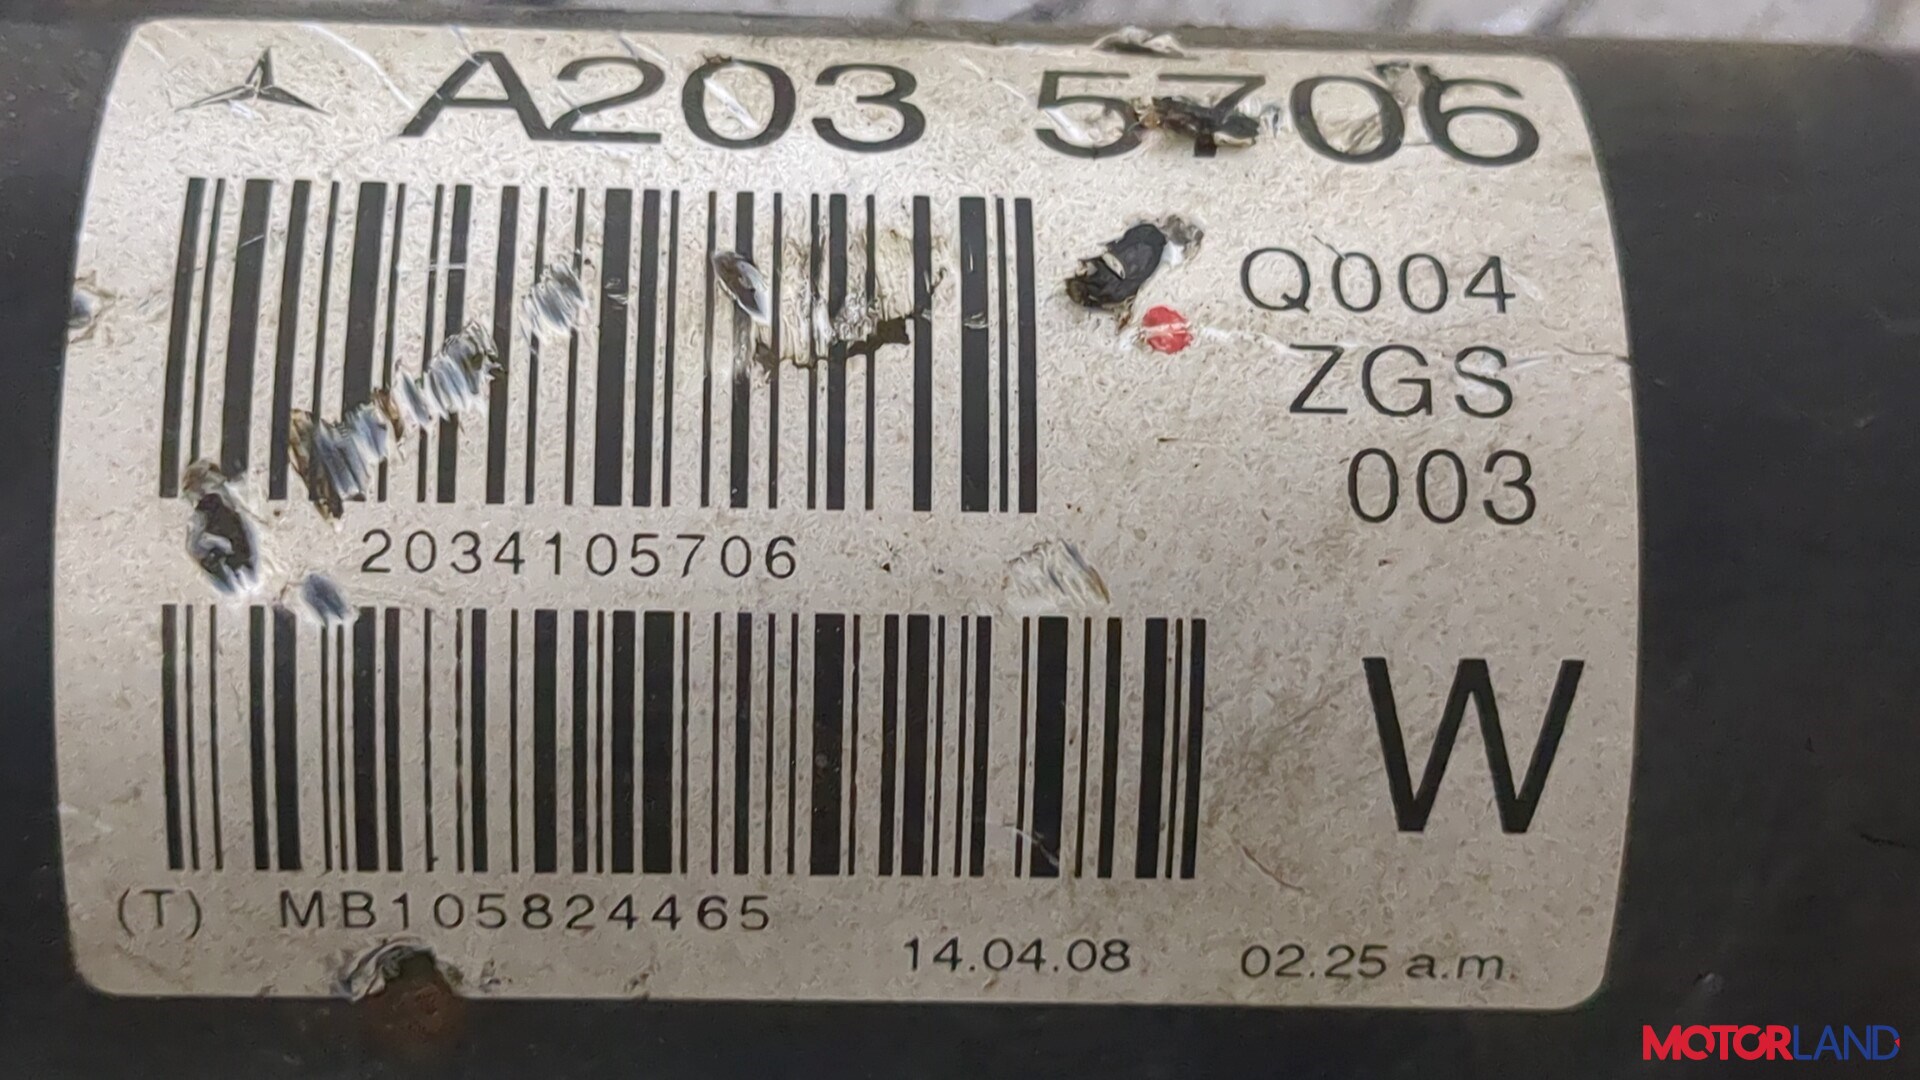 A203 5706
Q004
ZGS
003
2034105706
W
(T) MB105824465
14.04.08 02.25 a.m.
MOTORLAND